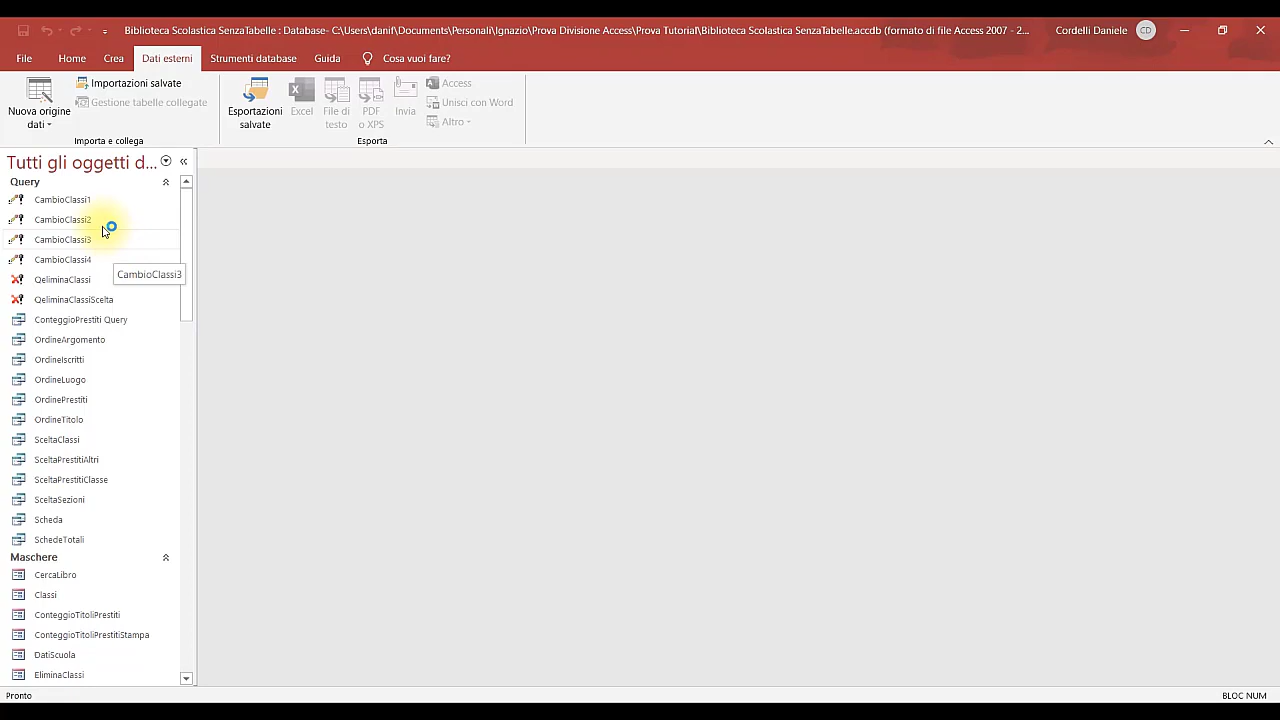 Biblioteca Scolastica SenzaTabelle : Database- C:\Users\danif\Documents\Personali\Ignazio\Prova Divisione Access\Prova Tutorial\Biblioteca Scolastica SenzaTabelle.accdb (formato di file Access 2007 - 2...
Cordelli Daniele
CD
File
Home
Crea
Dati esterni
Strumenti database
Guida
Cosa vuoi fare?
Nuova origine
dati
Importazioni salvate
Gestione tabelle collegate
Importa e collega
Esportazioni
salvate
Excel
File di
testo
PDF
o XPS
Invia
Access
Unisci con Word
Altro
Esporta
Tutti gli oggetti d...
Query
CambioClassi1
CambioClassi2
CambioClassi3
CambioClassi4
CambioClassi3
QeliminaClassi
QeliminaClassiScelta
ConteggioPrestiti Query
OrdineArgomento
OrdineIscritti
OrdineLuogo
OrdinePrestiti
OrdineTitolo
SceltaClassi
SceltaPrestitiAltri
SceltaPrestitiClasse
SceltaSezioni
Scheda
SchedeTotali
Maschere
CercaLibro
Classi
ConteggioTitoliPrestiti
ConteggioTitoliPrestitiStampa
DatiScuola
EliminaClassi
Pronto
BLOC NUM